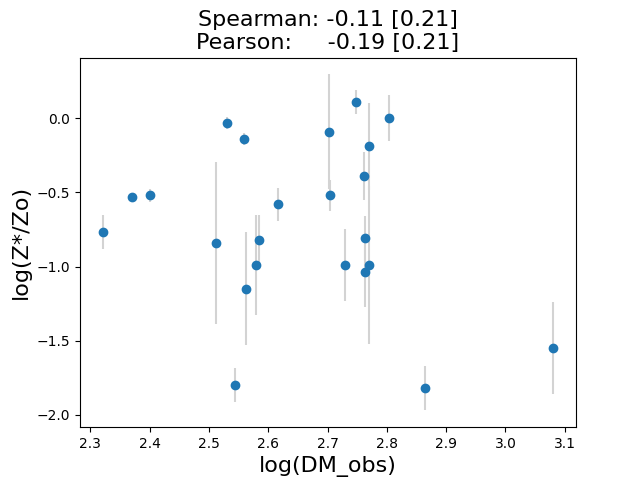 Spearman: -0.11 [0.21]
Pearson: -0.19 [0.21]
0.0
−0.5
−1.0
−1.5
−2.0
log(Z*/Zo)
2.3 2.4 2.5 2.6 2.7 2.8 2.9 3.0 3.1
log(DM_obs)